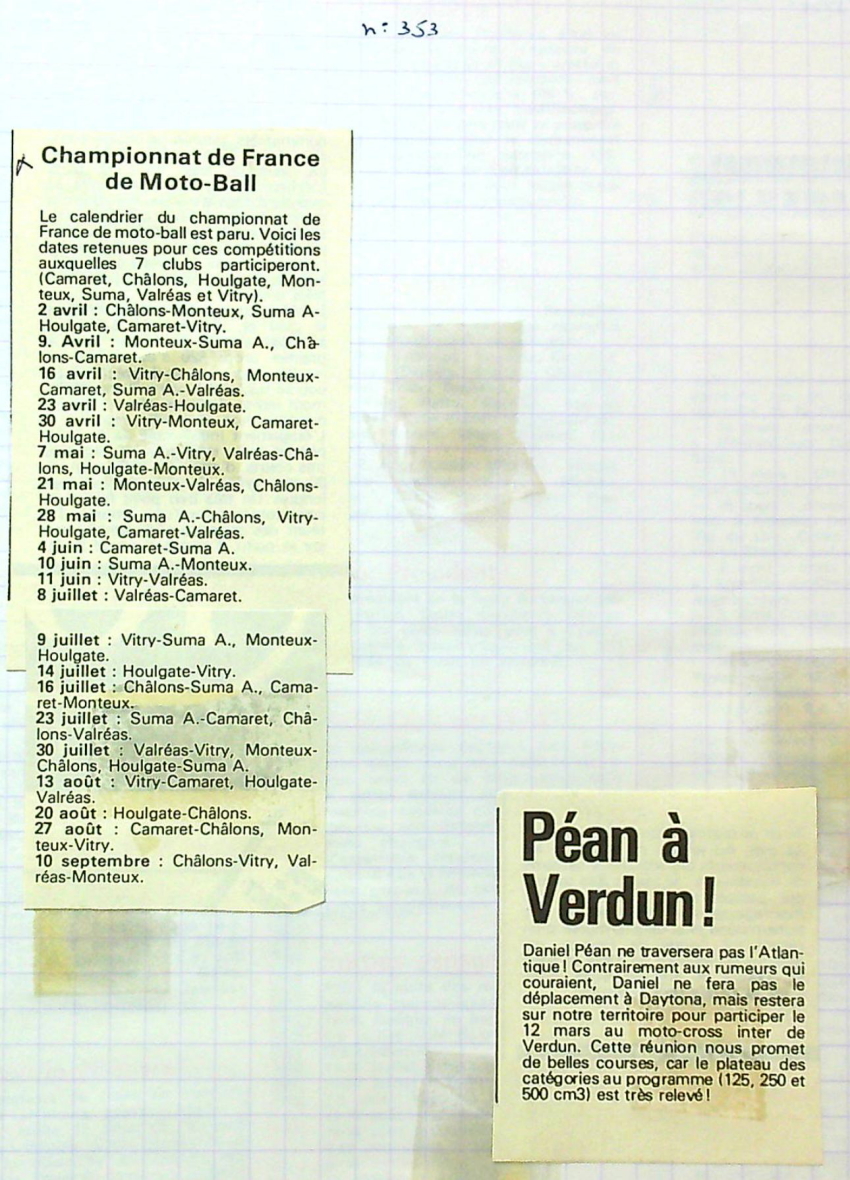 n: 353
Championnat de France
de Moto-Ball
Le calendrier du championnat de
France de moto-ball est paru. Voici les
dates retenues pour ces compétitions
auxquelles 7 clubs participeront.
(Camaret, Châlons, Houlgate, Mon-
teux, Suma, Valréas et Vitry).
2 avril : Châlons-Monteux, Suma A-
Houlgate, Camaret-Vitry.
9. Avril : Monteux-Suma A., Châ-
lons-Camaret.
16 avril : Vitry-Châlons, Monteux-
Camaret, Suma A.-Valréas.
23 avril : Valréas-Houlgate.
30 avril : Vitry-Monteux, Camaret-
Houlgate.
7 mai : Suma A.-Vitry, Valréas-Châ-
lons, Houlgate-Monteux.
21 mai : Monteux-Valréas, Châlons-
Houlgate.
28 mai : Suma A.-Châlons, Vitry-
Houlgate, Camaret-Valréas.
4 juin : Camaret-Suma A.
10 juin : Suma A.-Monteux.
11 juin : Vitry-Valréas.
8 juillet : Valréas-Camaret.
9 juillet : Vitry-Suma A., Monteux-
Houlgate.
14 juillet : Houlgate-Vitry.
16 juillet : Châlons-Suma A., Cama-
ret-Monteux.
23 juillet : Suma A.-Camaret, Châ-
lons-Valréas.
30 juillet : Valréas-Vitry, Monteux-
Châlons, Houlgate-Suma A.
13 août : Vitry-Camaret, Houlgate-
Valréas.
20 août : Houlgate-Châlons.
27 août : Camaret-Châlons, Mon-
teux-Vitry.
10 septembre : Châlons-Vitry, Val-
réas-Monteux.
Péan à
Verdun !
Daniel Péan ne traversera pas l'Atlan-
tique ! Contrairement aux rumeurs qui
couraient, Daniel ne fera pas le
déplacement à Daytona, mais restera
sur notre territoire pour participer le
12 mars au moto-cross inter de
Verdun. Cette réunion nous promet
de belles courses, car le plateau des
catégories au programme (125, 250 et
500 cm3) est très relevé !